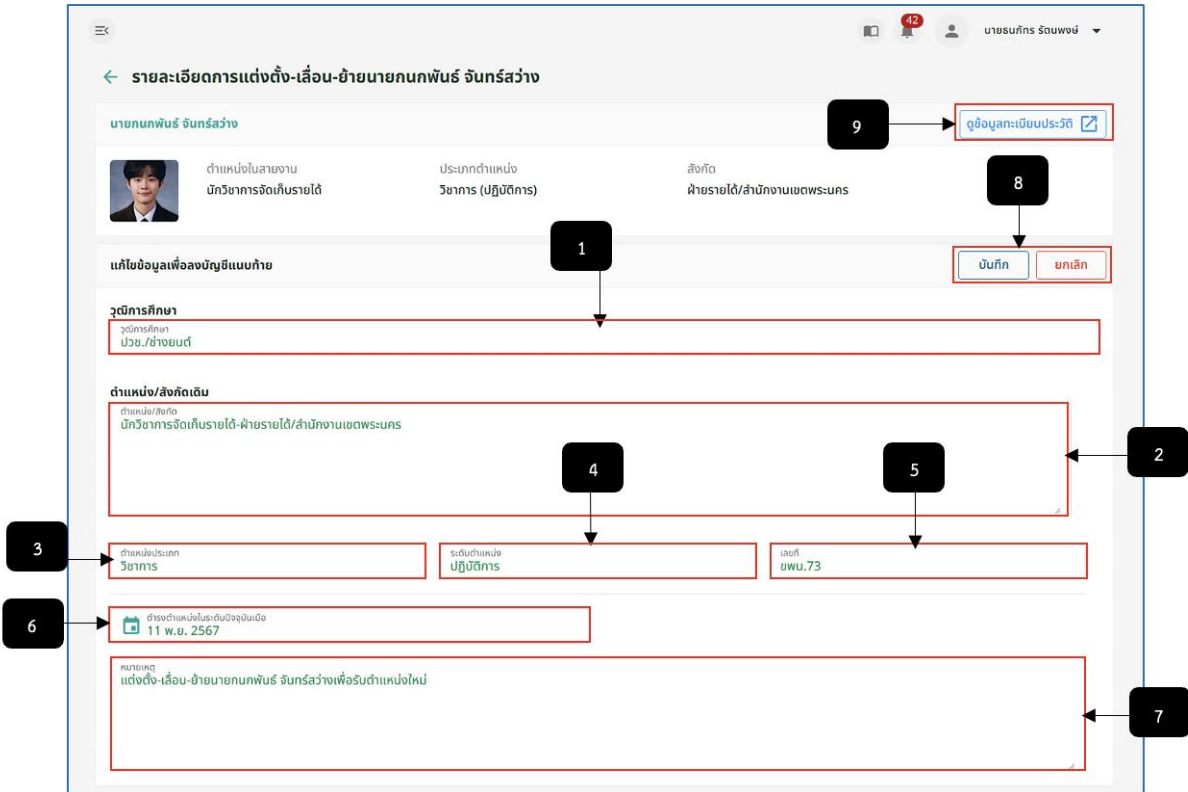 42
นายธนภัทร รัตนพงษ์
รายละเอียดการแต่งตั้ง-เลื่อน-ย้ายนายกนกพันธ์ จันทร์สว่าง
นายกนกพันธ์ จันทร์สว่าง
9
ดูข้อมูลทะเบียนประวัติ
ตำแหน่งในสายงาน
ประเภทตำแหน่ง
สังกัด
นักวิชาการจัดเก็บรายได้
วิชาการ (ปฏิบัติการ)
ฝ่ายรายได้/สำนักงานเขตพระนคร
8
1
แก้ไขข้อมูลเพื่อลงบัญชีแนบท้าย
บันทึก
ยกเลิก
วุฒิการศึกษา
วุฒิการศึกษา
ปวช./ช่างยนต์
ตำแหน่ง/สังกัดเดิม
ตำแหน่ง/สังกัด
นักวิชาการจัดเก็บรายได้-ฝ่ายรายได้/สำนักงานเขตพระนคร
2
4
5
3
ตำแหน่งประเภท
วิชาการ
ระดับตำแหน่ง
ปฏิบัติการ
เลขที่
ขพน.73
6
ดำรงตำแหน่งในระดับปัจจุบันเมื่อ
11 พ.ย. 2567
หมายเหตุ
แต่งตั้ง-เลื่อน-ย้ายนายกนกพันธ์ จันทร์สว่างเพื่อรับตำแหน่งใหม่
7